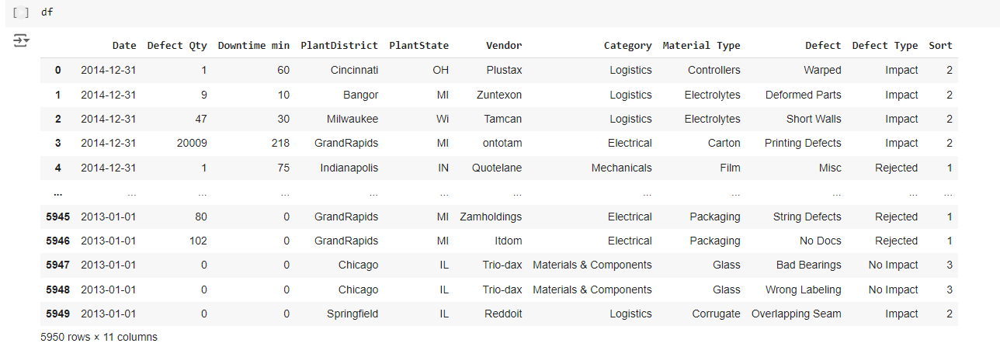 [ ] df
Date Defect Qty Downtime min PlantDistrict PlantState Vendor Category Material Type Defect Defect Type Sort
0 2014-12-31 1 60 Cincinnati OH Plustax Logistics Controllers Warped Impact 2
1 2014-12-31 9 10 Bangor MI Zuntexon Logistics Electrolytes Deformed Parts Impact 2
2 2014-12-31 47 30 Milwaukee Wi Tamcan Logistics Electrolytes Short Walls Impact 2
3 2014-12-31 20009 218 GrandRapids MI ontotam Electrical Carton Printing Defects Impact 2
4 2014-12-31 1 75 Indianapolis IN Quotelane Mechanicals Film Misc Rejected 1
... ... ... ... ... ... ... ... ... ... ... ...
5945 2013-01-01 80 0 GrandRapids MI Zamholdings Electrical Packaging String Defects Rejected 1
5946 2013-01-01 102 0 GrandRapids MI Itdom Electrical Packaging No Docs Rejected 1
5947 2013-01-01 0 0 Chicago IL Trio-dax Materials & Components Glass Bad Bearings No Impact 3
5948 2013-01-01 0 0 Chicago IL Trio-dax Materials & Components Glass Wrong Labeling No Impact 3
5949 2013-01-01 0 0 Springfield IL Reddoit Logistics Corrugate Overlapping Seam Impact 2
5950 rows × 11 columns